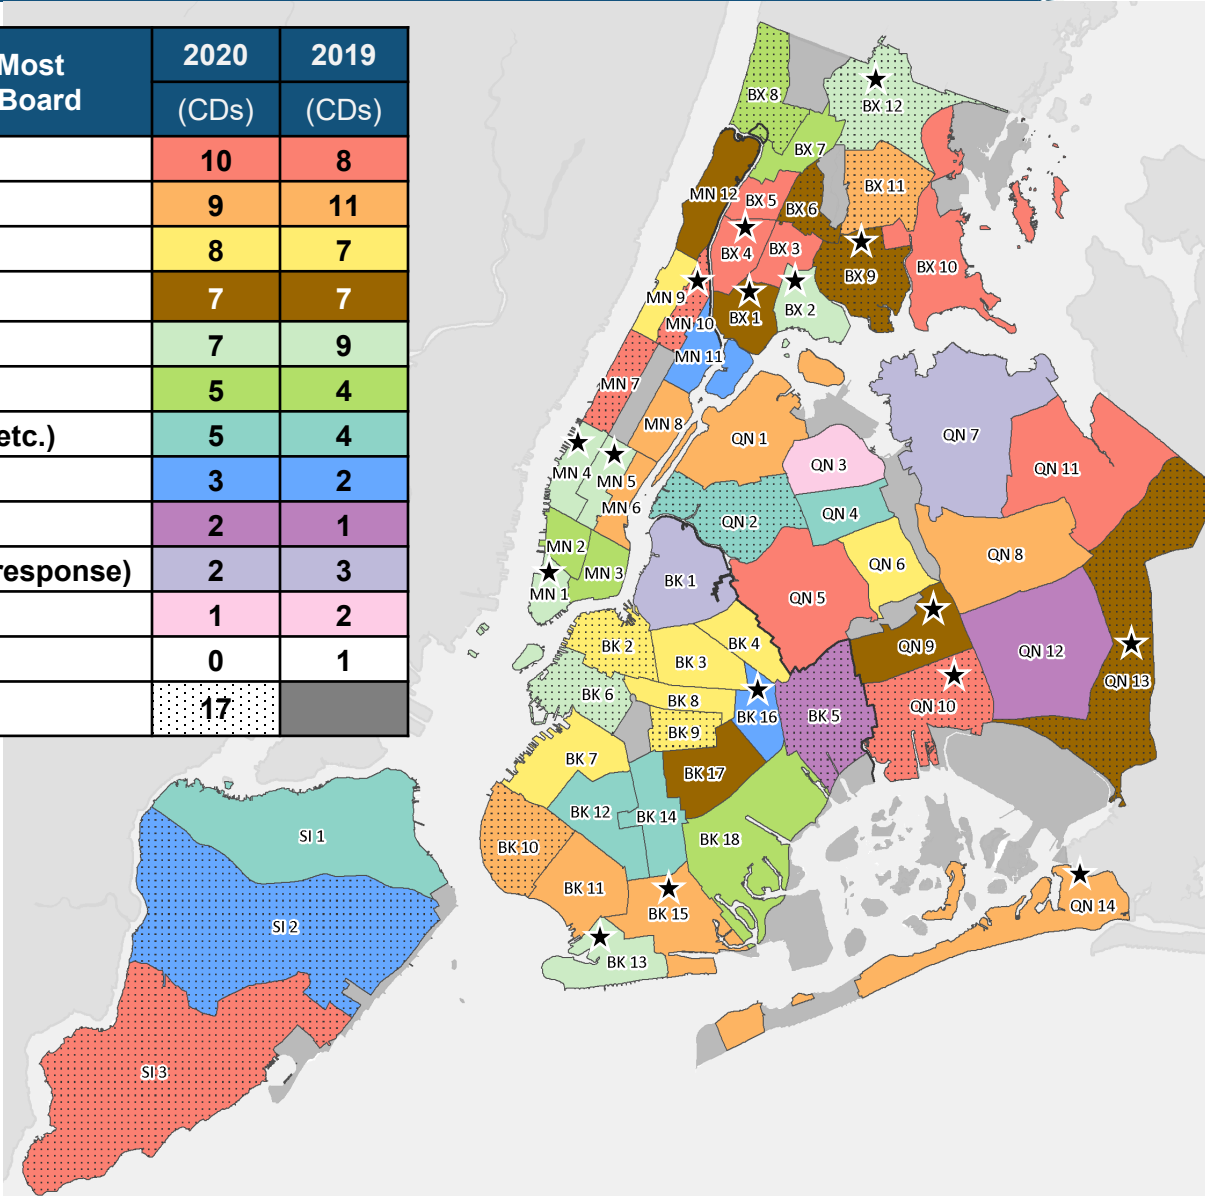 Most
Board
2020
2019
(CDs)
(CDs)
10
8
9
11
8
7
7
7
7
9
5
4
etc.)
5
4
3
2
2
1
response)
2
3
1
2
0
1
17
BX 8
BX 12
BX 7
BX 11
MN 12
BX 5
BX 6
BX 4
BX 3
BX 9
BX 10
MN 9
BX 1
BX 2
MN 10
MN 11
MN 7
MN 8
QN 1
QN 7
QN 3
QN 11
MN 4
MN 5
MN 6
QN 2
QN 4
MN 2
MN 3
MN 1
BK 1
QN 6
QN 8
QN 5
BK 2
BK 4
BK 3
QN 9
QN 12
QN 13
BK 6
BK 8
BK 16
BK 5
QN 10
BK 9
BK 7
BK 17
BK 12
BK 14
BK 18
BK 10
BK 11
BK 15
QN 14
BK 13
SI 1
SI 2
SI 3